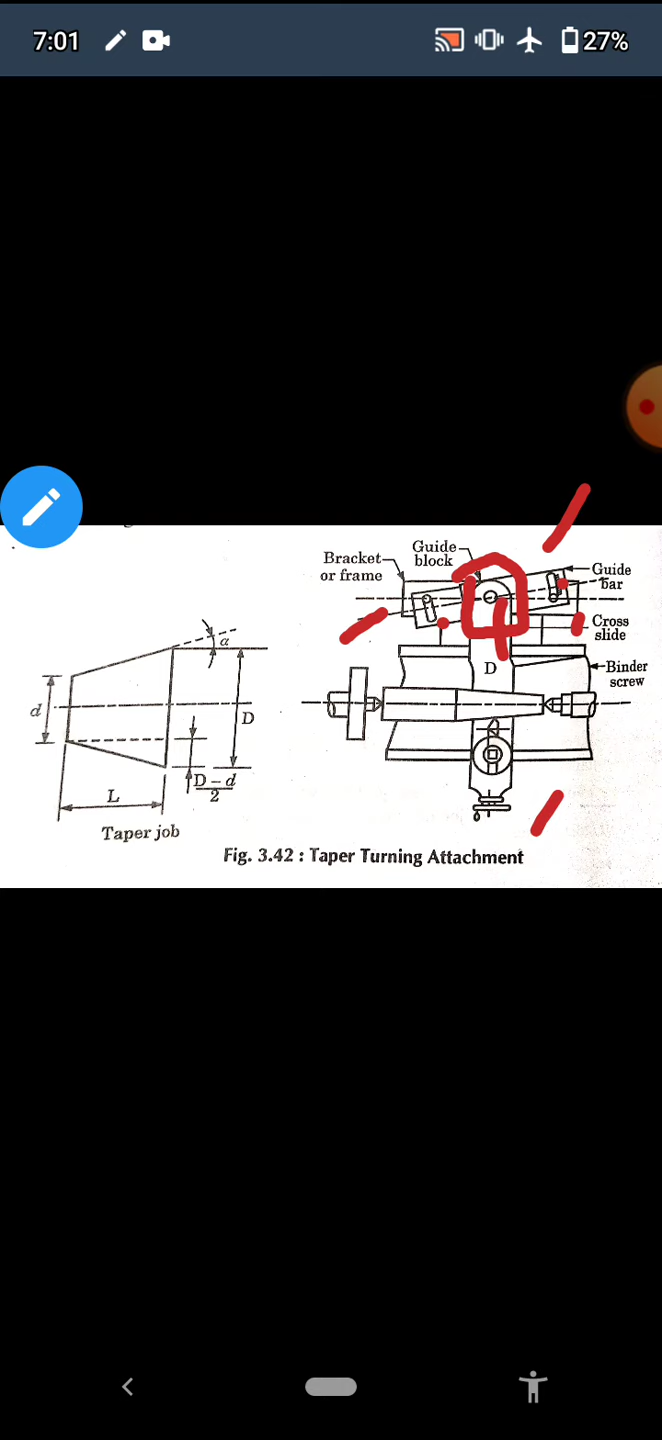 7:01
27%
Guide
block
Bracket
or frame
Guide
bar
Cross
slide
Binder
screw
D
α
d
D
D – d
2
L
Taper job
Fig. 3.42 : Taper Turning Attachment